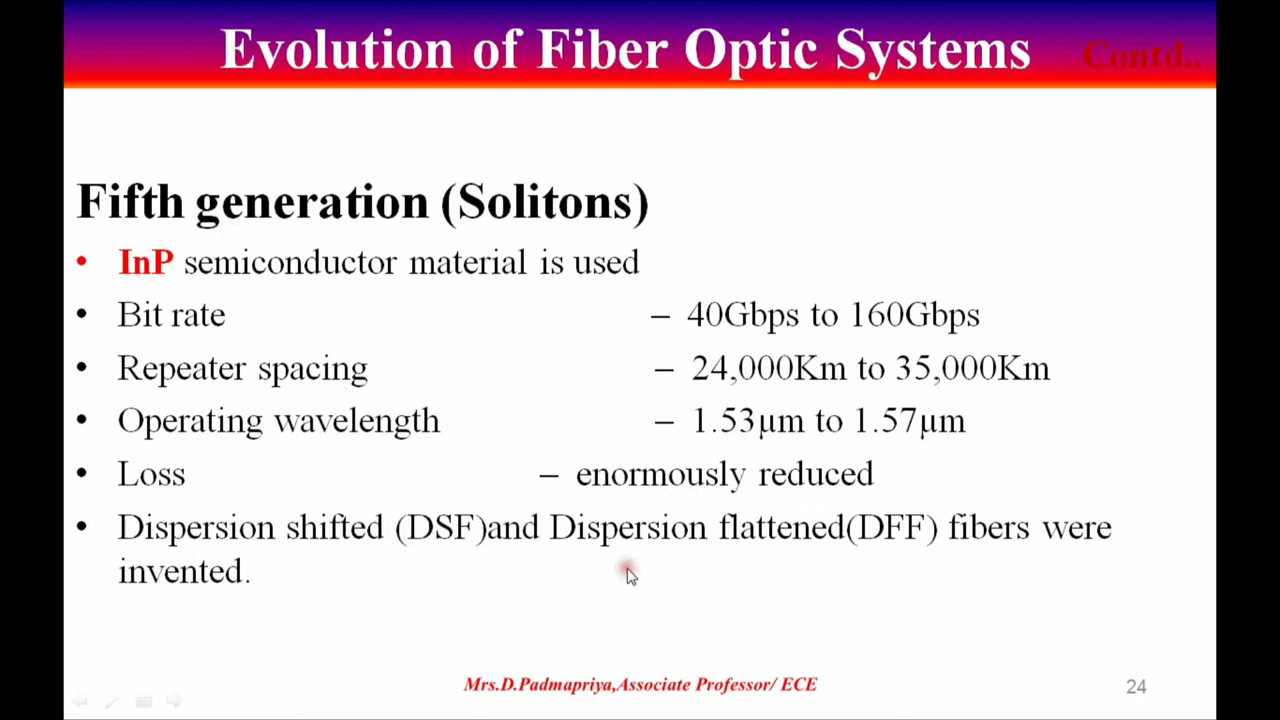 Evolution of Fiber Optic Systems Contd..
Fifth generation (Solitons)
• InP semiconductor material is used
• Bit rate – 40Gbps to 160Gbps
• Repeater spacing – 24,000Km to 35,000Km
• Operating wavelength – 1.53µm to 1.57µm
• Loss – enormously reduced
• Dispersion shifted (DSF)and Dispersion flattened(DFF) fibers were
invented.
Mrs.D.Padmapriya,Associate Professor/ ECE
24